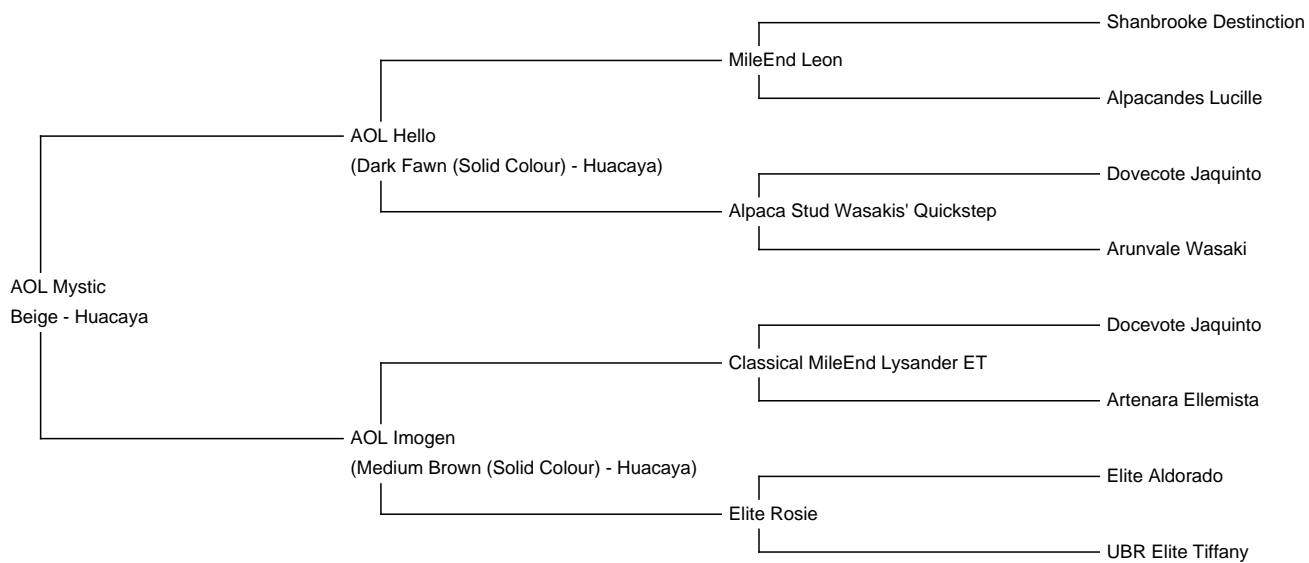 Shanbrooke Destinction
MileEnd Leon
Alpacandes Lucille
AOL Hello
(Dark Fawn (Solid Colour) - Huacaya)
Dovecote Jaquinto
Alpaca Stud Wasakis' Quickstep
Arunvale Wasaki
AOL Mystic
Beige - Huacaya
Docevote Jaquinto
Classical MileEnd Lysander ET
Artenara Ellemista
AOL Imogen
(Medium Brown (Solid Colour) - Huacaya)
Elite Aldorado
Elite Rosie
UBR Elite Tiffany